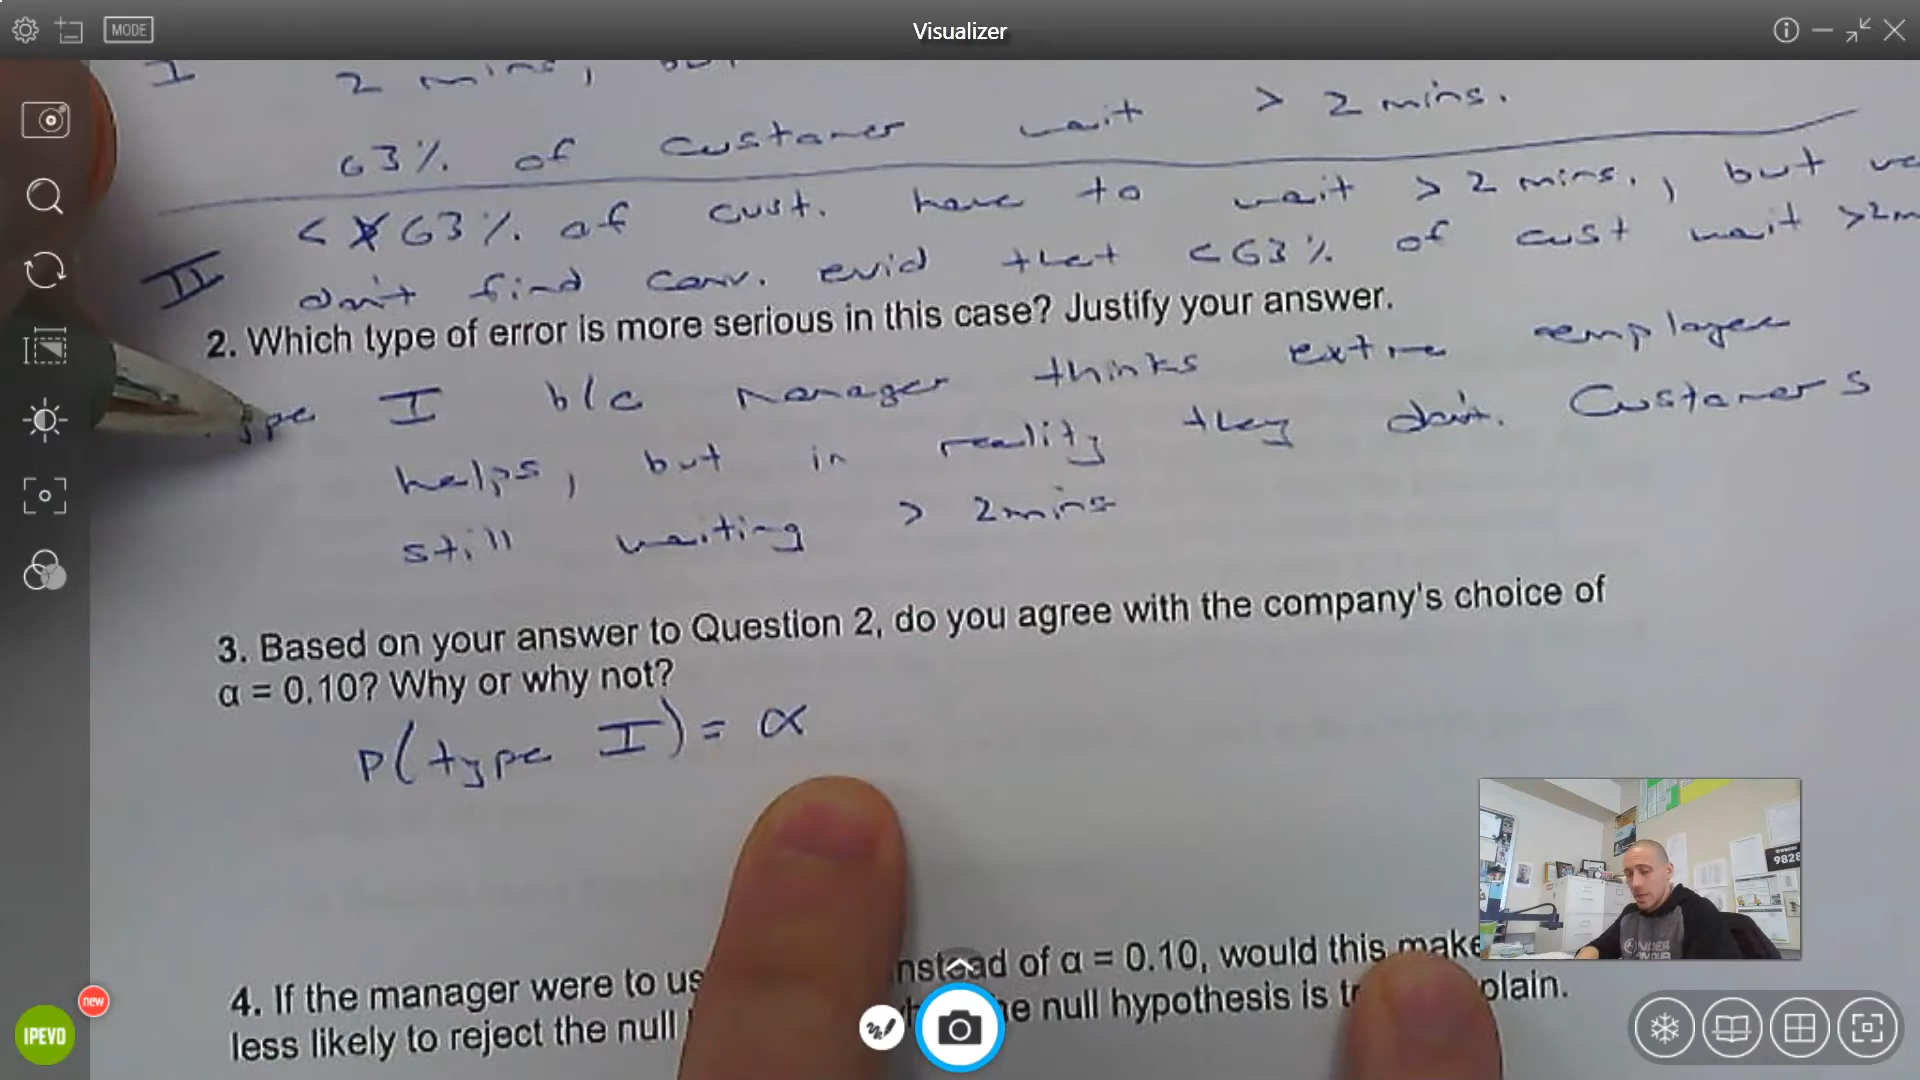 MODE
Visualizer
I 2 mins,
63% of customer wait > 2 mins.
< 63% of cust. have to wait > 2 mins., but
II don't find conv. evid that < 63% of cust wait >2m
2. Which type of error is more serious in this case? Justify your answer.
I b/c manager thinks extra employee
helps, but in reality they don't. Customers
still waiting > 2mins
3. Based on your answer to Question 2, do you agree with the company's choice of
α = 0.10? Why or why not?
P(type I) = α
9828
4. If the manager were to us nstead of α = 0.10, would this make
less likely to reject the null e null hypothesis is tr plain.
new
IPEVO